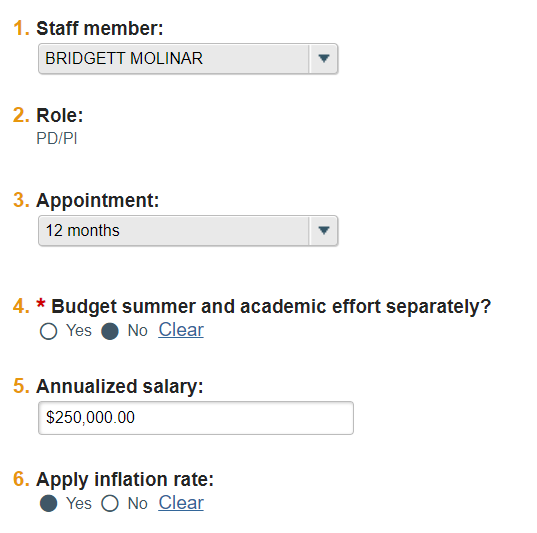 1. Staff member:
BRIDGETT MOLINAR
2. Role:
PD/PI
3. Appointment:
12 months
4. * Budget summer and academic effort separately?
Yes No Clear
5. Annualized salary:
$250,000.00
6. Apply inflation rate:
Yes No Clear